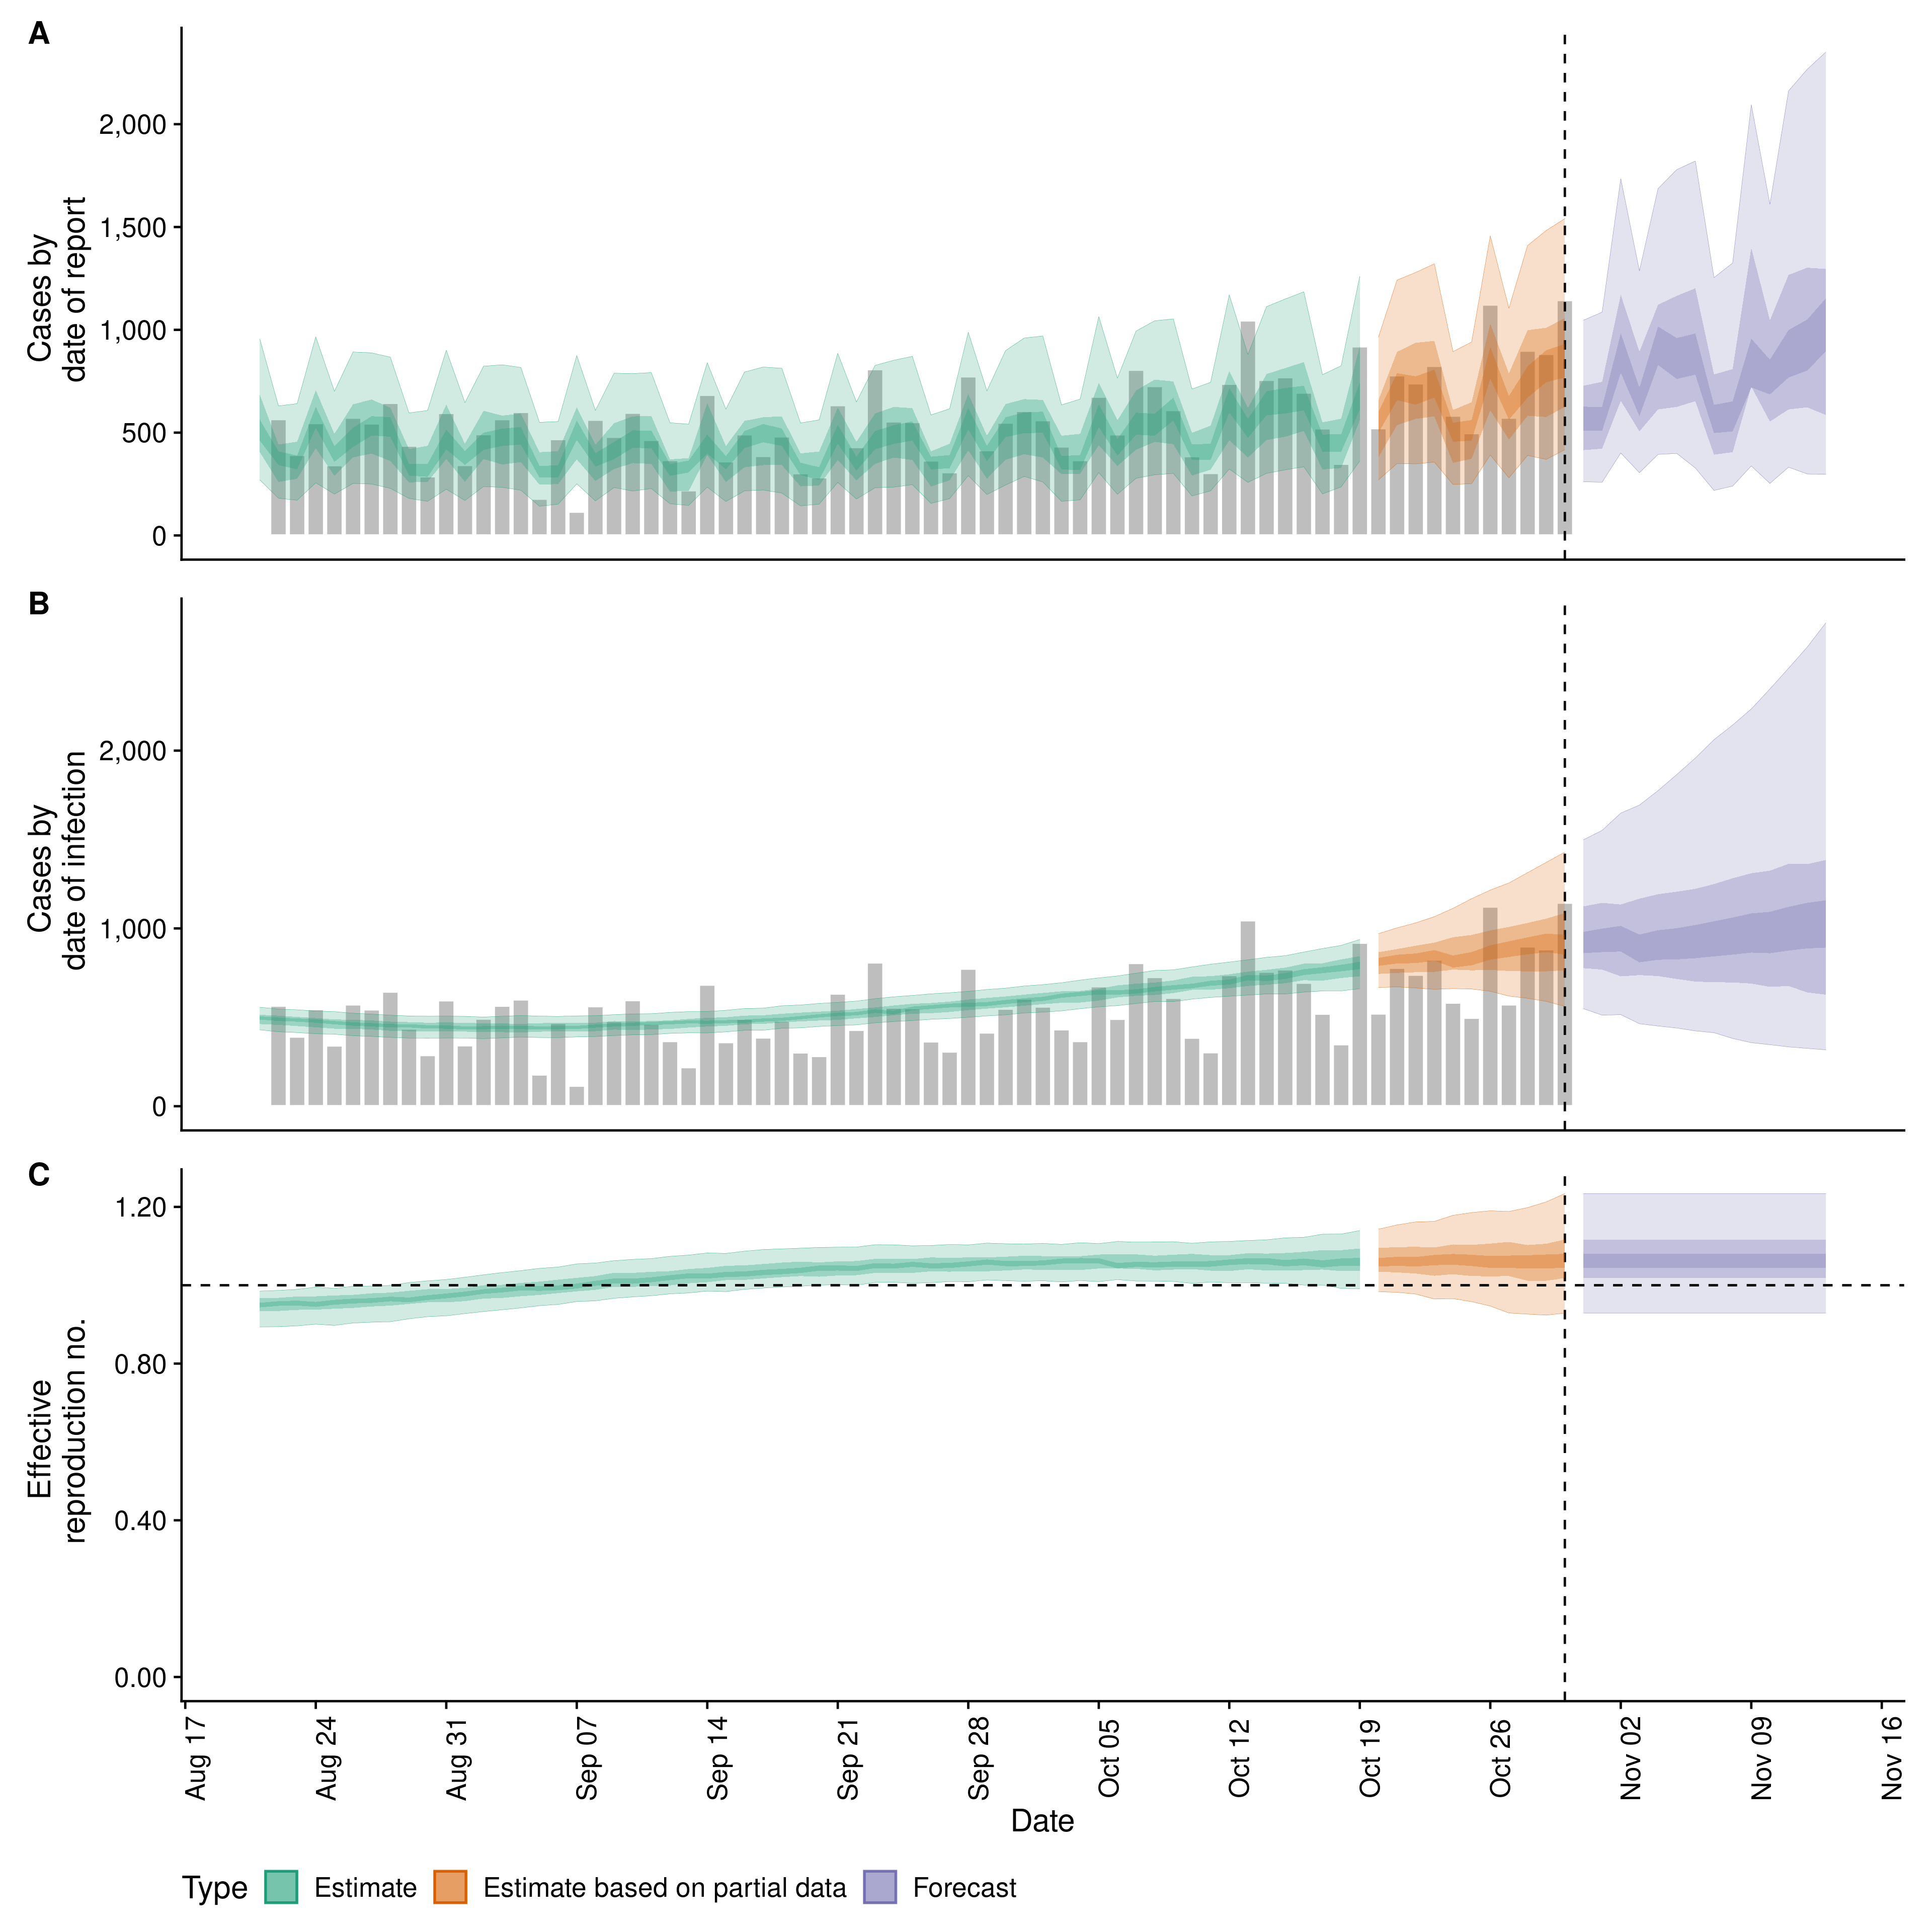 A
Cases by
date of report
2,000
1,500
1,000
500
0
B
Cases by
date of infection
2,000
1,000
0
C
Effective
reproduction no.
1.20
0.80
0.40
0.00
Aug 17
Aug 24
Aug 31
Sep 07
Sep 14
Sep 21
Sep 28
Oct 05
Oct 12
Oct 19
Oct 26
Nov 02
Nov 09
Nov 16
Date
Type Estimate Estimate based on partial data Forecast